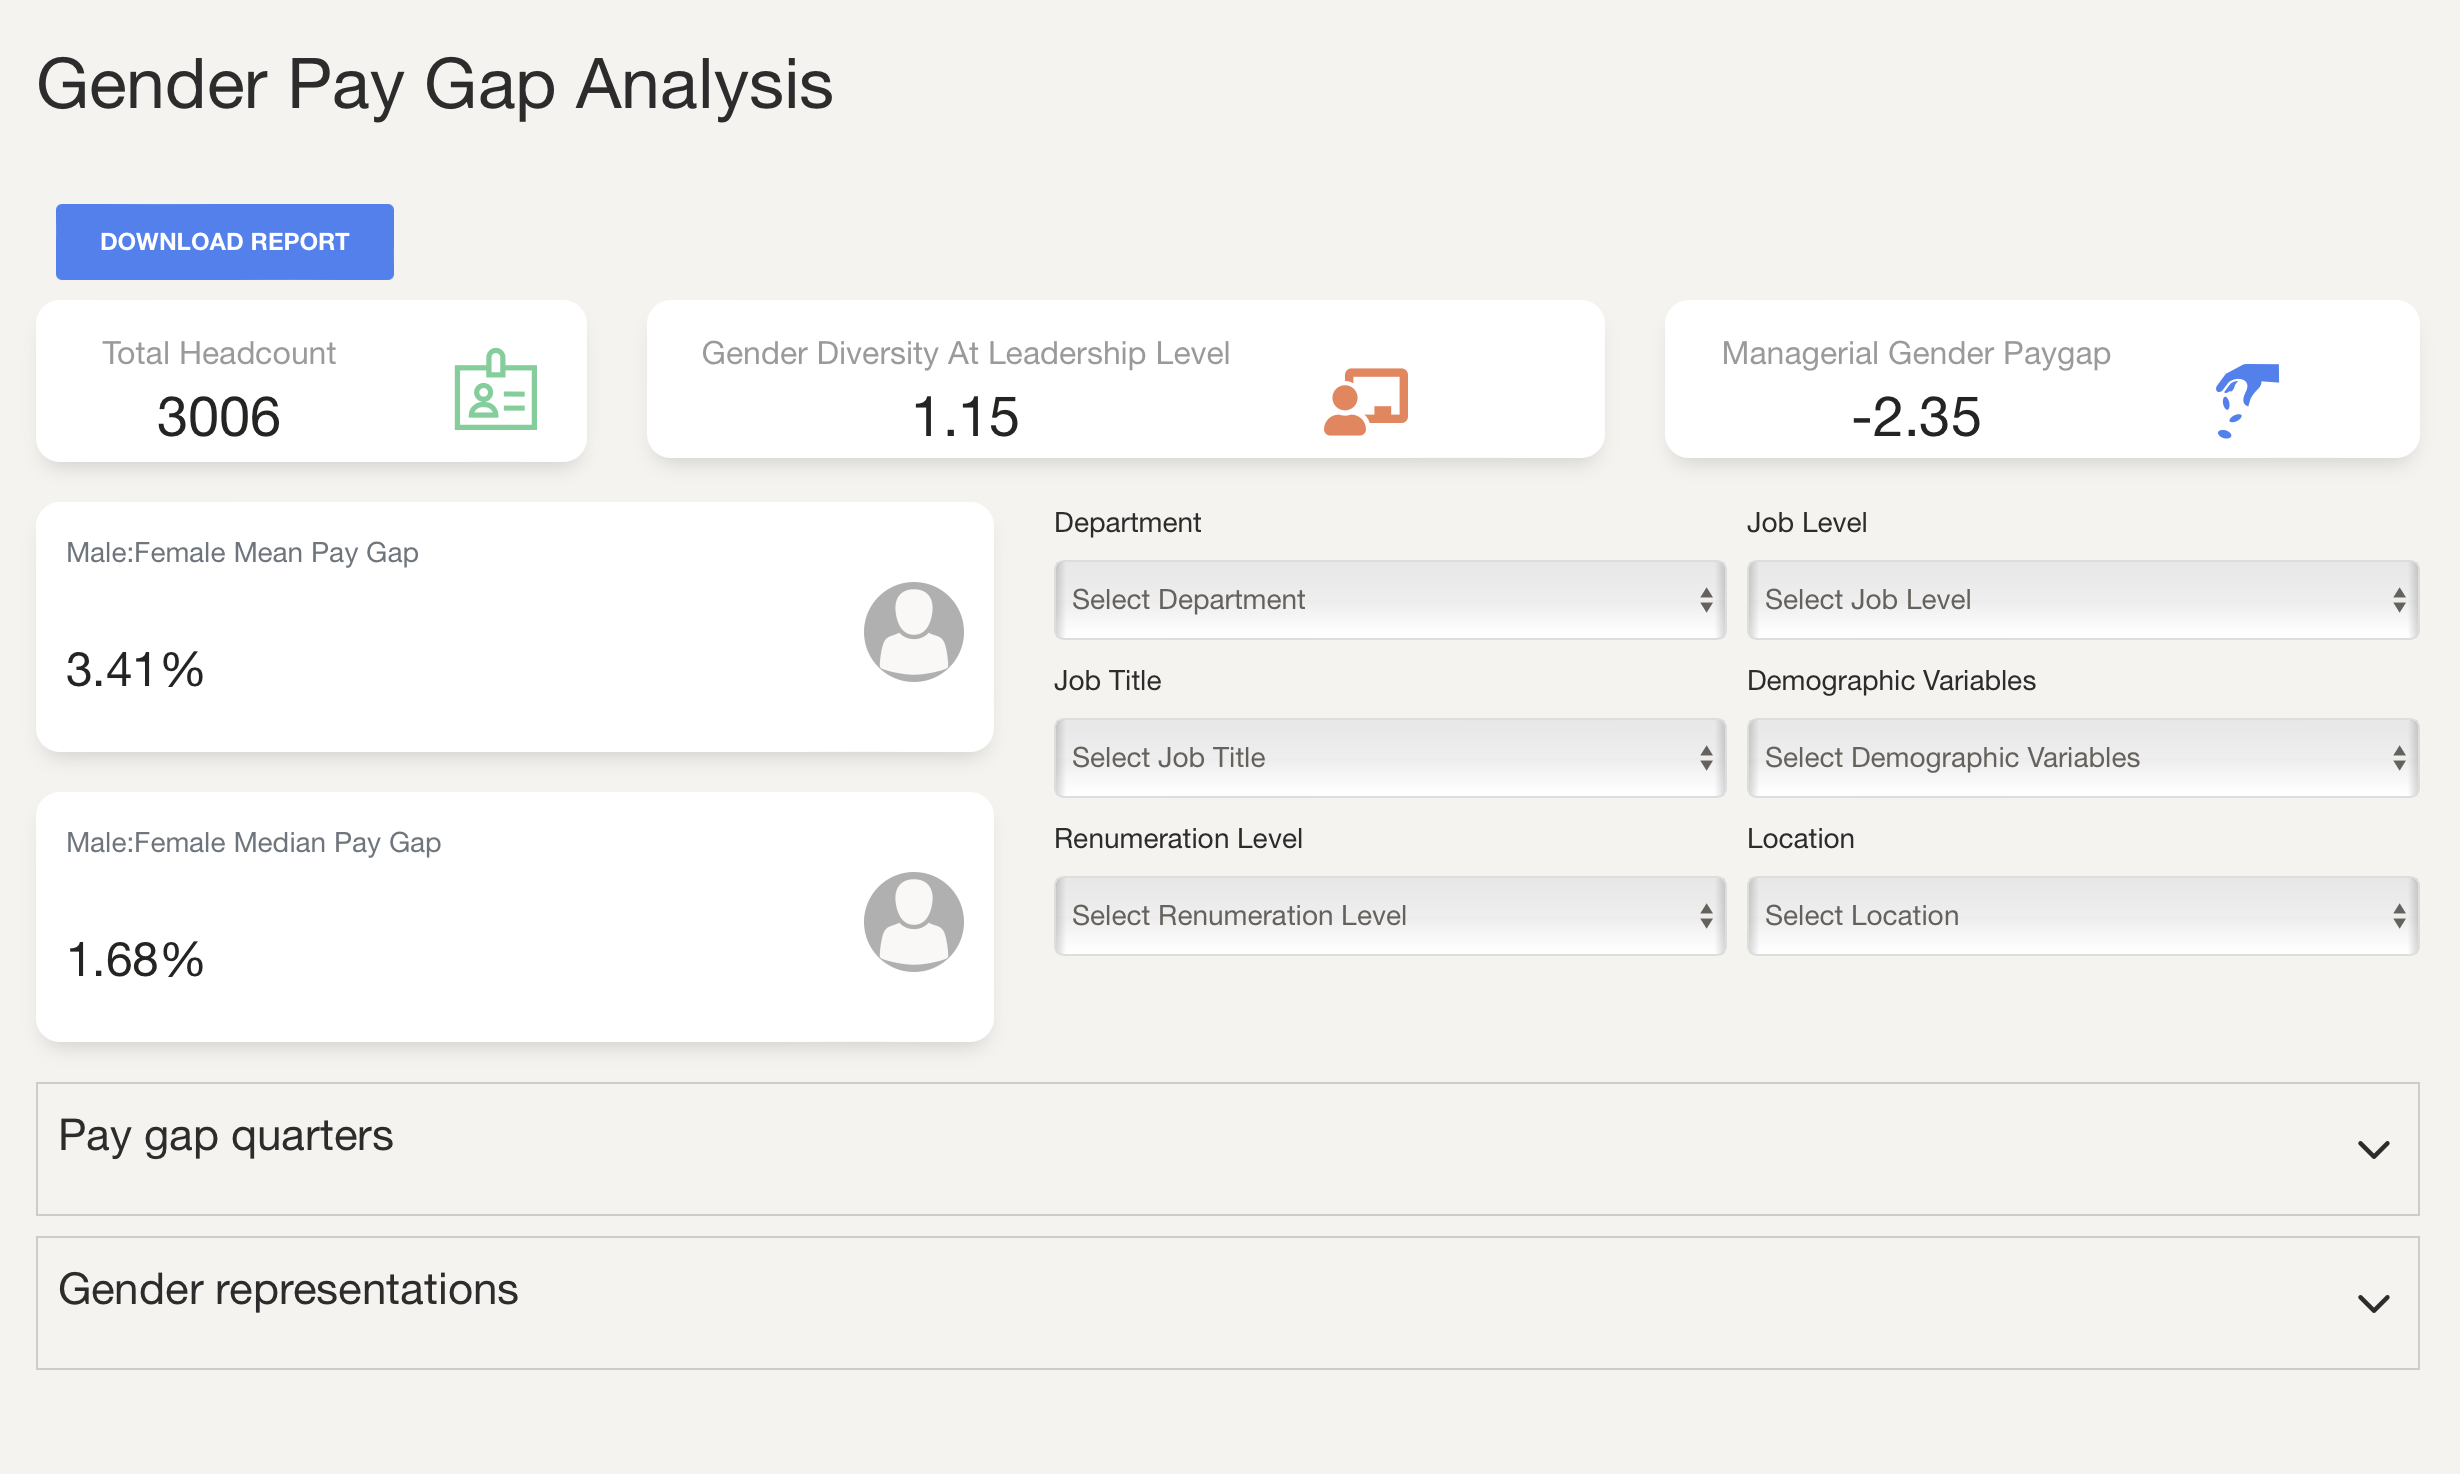 Gender Pay Gap Analysis
DOWNLOAD REPORT
Total Headcount
3006
Gender Diversity At Leadership Level
1.15
Managerial Gender Paygap
-2.35
Male:Female Mean Pay Gap
3.41%
Male:Female Median Pay Gap
1.68%
Department
Select Department
Job Level
Select Job Level
Job Title
Select Job Title
Demographic Variables
Select Demographic Variables
Renumeration Level
Select Renumeration Level
Location
Select Location
Pay gap quarters
Gender representations